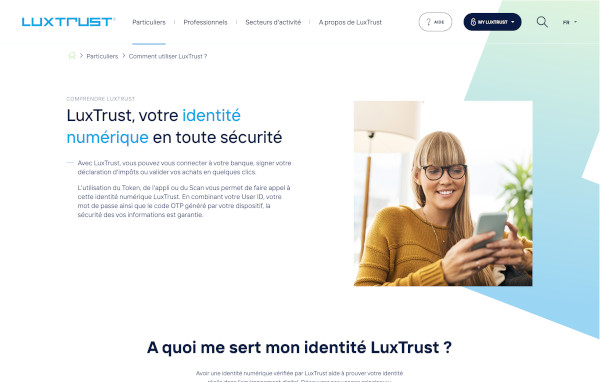 LUXTRUST
Particuliers
Professionnels
Secteurs d'activité
A propos de LuxTrust
? AIDE
MY LUXTRUST
FR
Particuliers > Comment utiliser LuxTrust ?
COMPRENDRE LUXTRUST
LuxTrust, votre identité
numérique en toute sécurité
Avec LuxTrust, vous pouvez vous connecter à votre banque, signer votre
déclaration d'impôts ou valider vos achats en quelques clics.
L'utilisation du Token, de l'appli ou du Scan vous permet de faire appel à
cette identité numérique LuxTrust. En combinant votre User ID, votre
mot de passe ainsi que le code OTP généré par votre dispositif, la
sécurité des vos informations est garantie.
A quoi me sert mon identité LuxTrust ?
Avoir une identité numérique vérifiée par LuxTrust aide à prouver votre identité